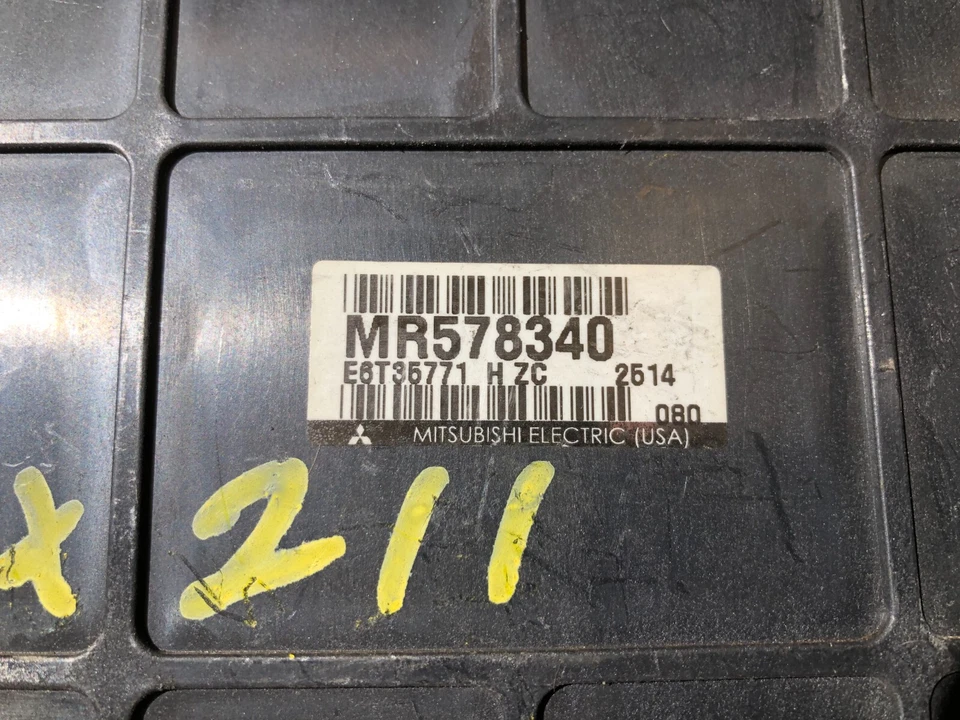 MR578340
E6T35771 H ZC 2514
080
MITSUBISHI ELECTRIC (USA)
x 211